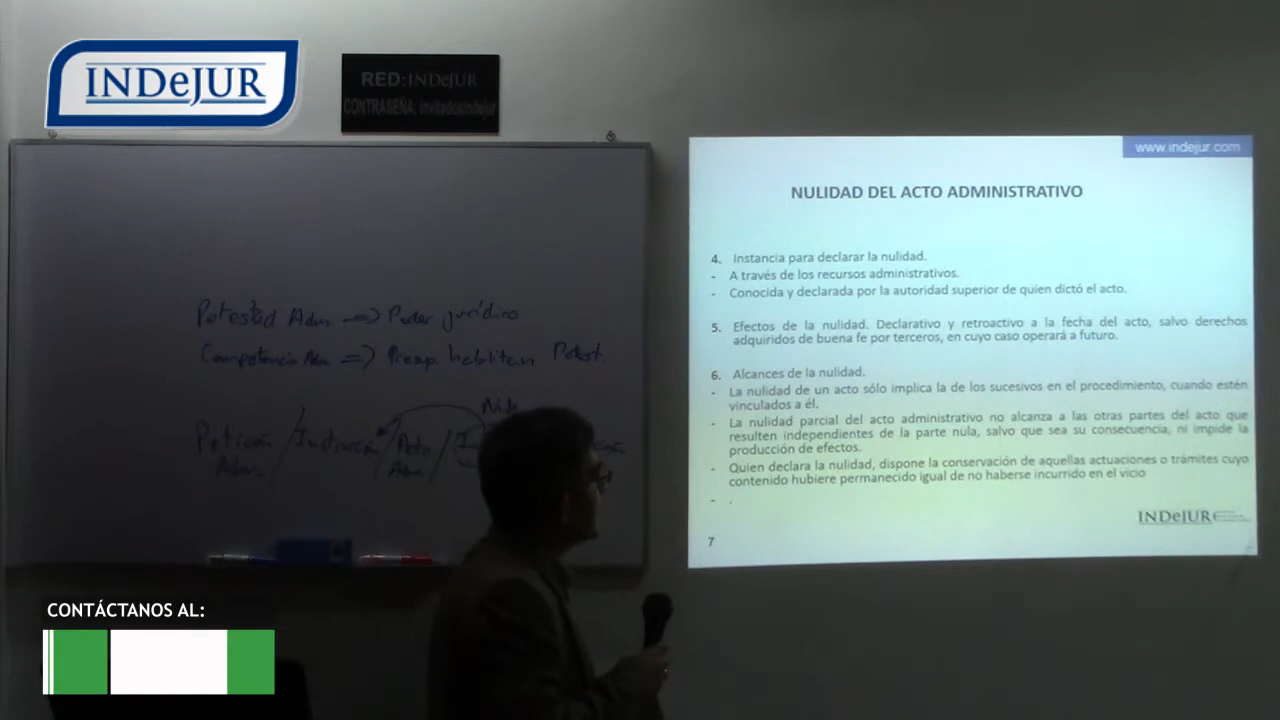 INDeJUR
RED:INDeJUR
CONTRASEÑA: invitadosindejur
www.indejur.com
NULIDAD DEL ACTO ADMINISTRATIVO
4. Instancia para declarar la nulidad.
- A través de los recursos administrativos.
- Conocida y declarada por la autoridad superior de quien dictó el acto.
5. Efectos de la nulidad. Declarativo y retroactivo a la fecha del acto, salvo derechos
adquiridos de buena fe por terceros, en cuyo caso operará a futuro.
6. Alcances de la nulidad.
- La nulidad de un acto sólo implica la de los sucesivos en el procedimiento, cuando estén
vinculados a él.
- La nulidad parcial del acto administrativo no alcanza a las otras partes del acto que
resulten independientes de la parte nula, salvo que sea su consecuencia, ni impide la
producción de efectos.
- Quien declara la nulidad, dispone la conservación de aquellas actuaciones o trámites cuyo
contenido hubiere permanecido igual de no haberse incurrido en el vicio
- .
INDeJUR
7
Potestad Adm. => Poder jurídico
Competencia Adm => Presup. habilitan Potest.
Petición / Instrucción / Acto /
Adm
CONTÁCTANOS AL: